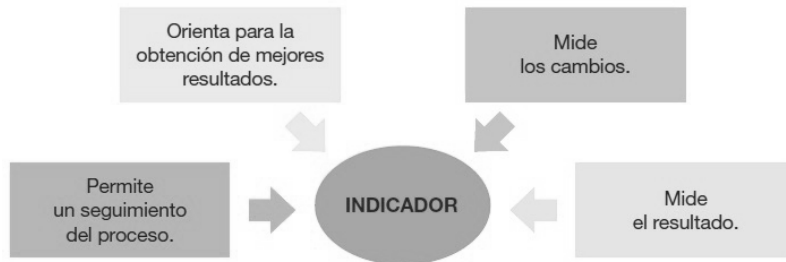 Orienta para la
obtención de mejores
resultados.
Mide
los cambios.
Permite
un seguimiento
del proceso.
INDICADOR
Mide
el resultado.